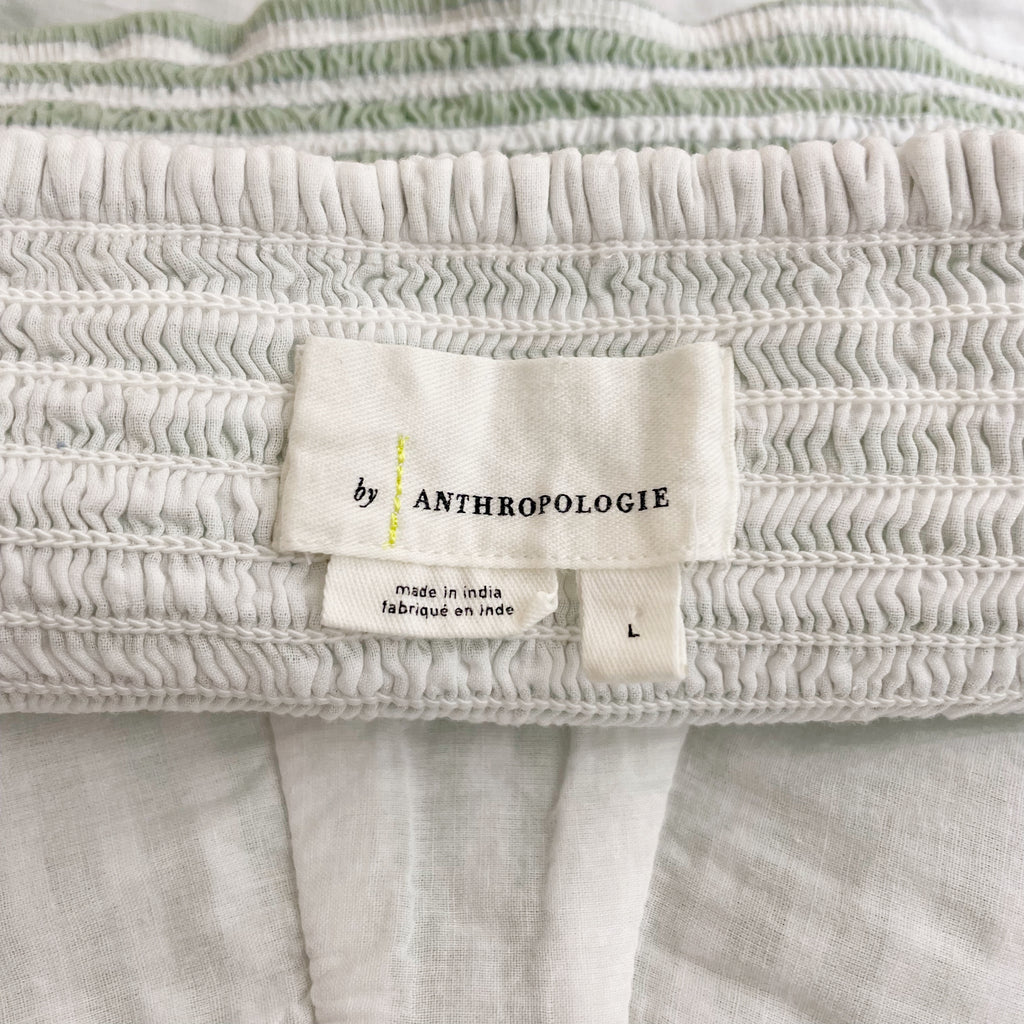 by | ANTHROPOLOGIE
made in india
fabriqué en Inde
L